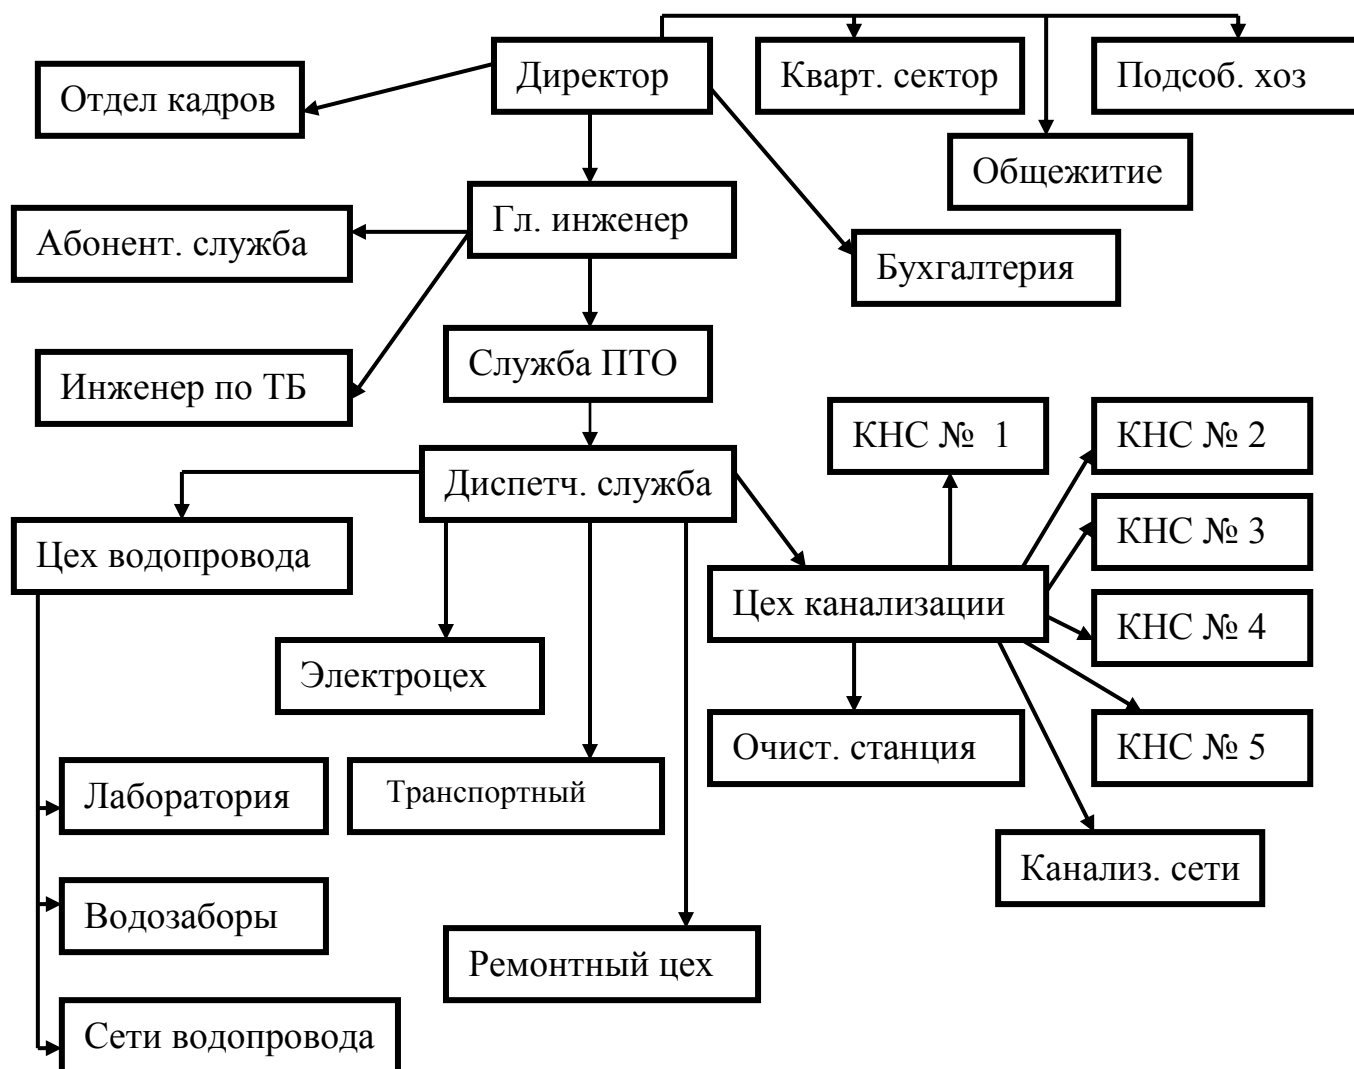 Директор
Кварт. сектор
Подсоб. хоз
Отдел кадров
Общежитие
Гл. инженер
Абонент. служба
Бухгалтерия
Служба ПТО
Инженер по ТБ
КНС №  1
КНС № 2
Диспетч. служба
КНС № 3
Цех водопровода
Цех канализации
КНС № 4
Электроцех
Очист. станция
КНС № 5
Лаборатория
Транспортный
Канализ. сети
Водозаборы
Ремонтный цех
Сети водопровода